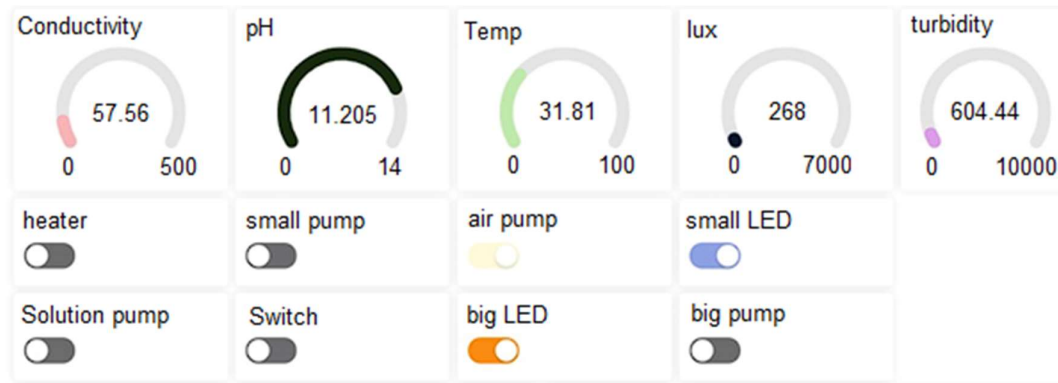 Conductivity
57.56
0 500
pH
11.205
0 14
Temp
31.81
0 100
lux
268
0 7000
turbidity
604.44
0 10000
heater
small pump
air pump
small LED
Solution pump
Switch
big LED
big pump